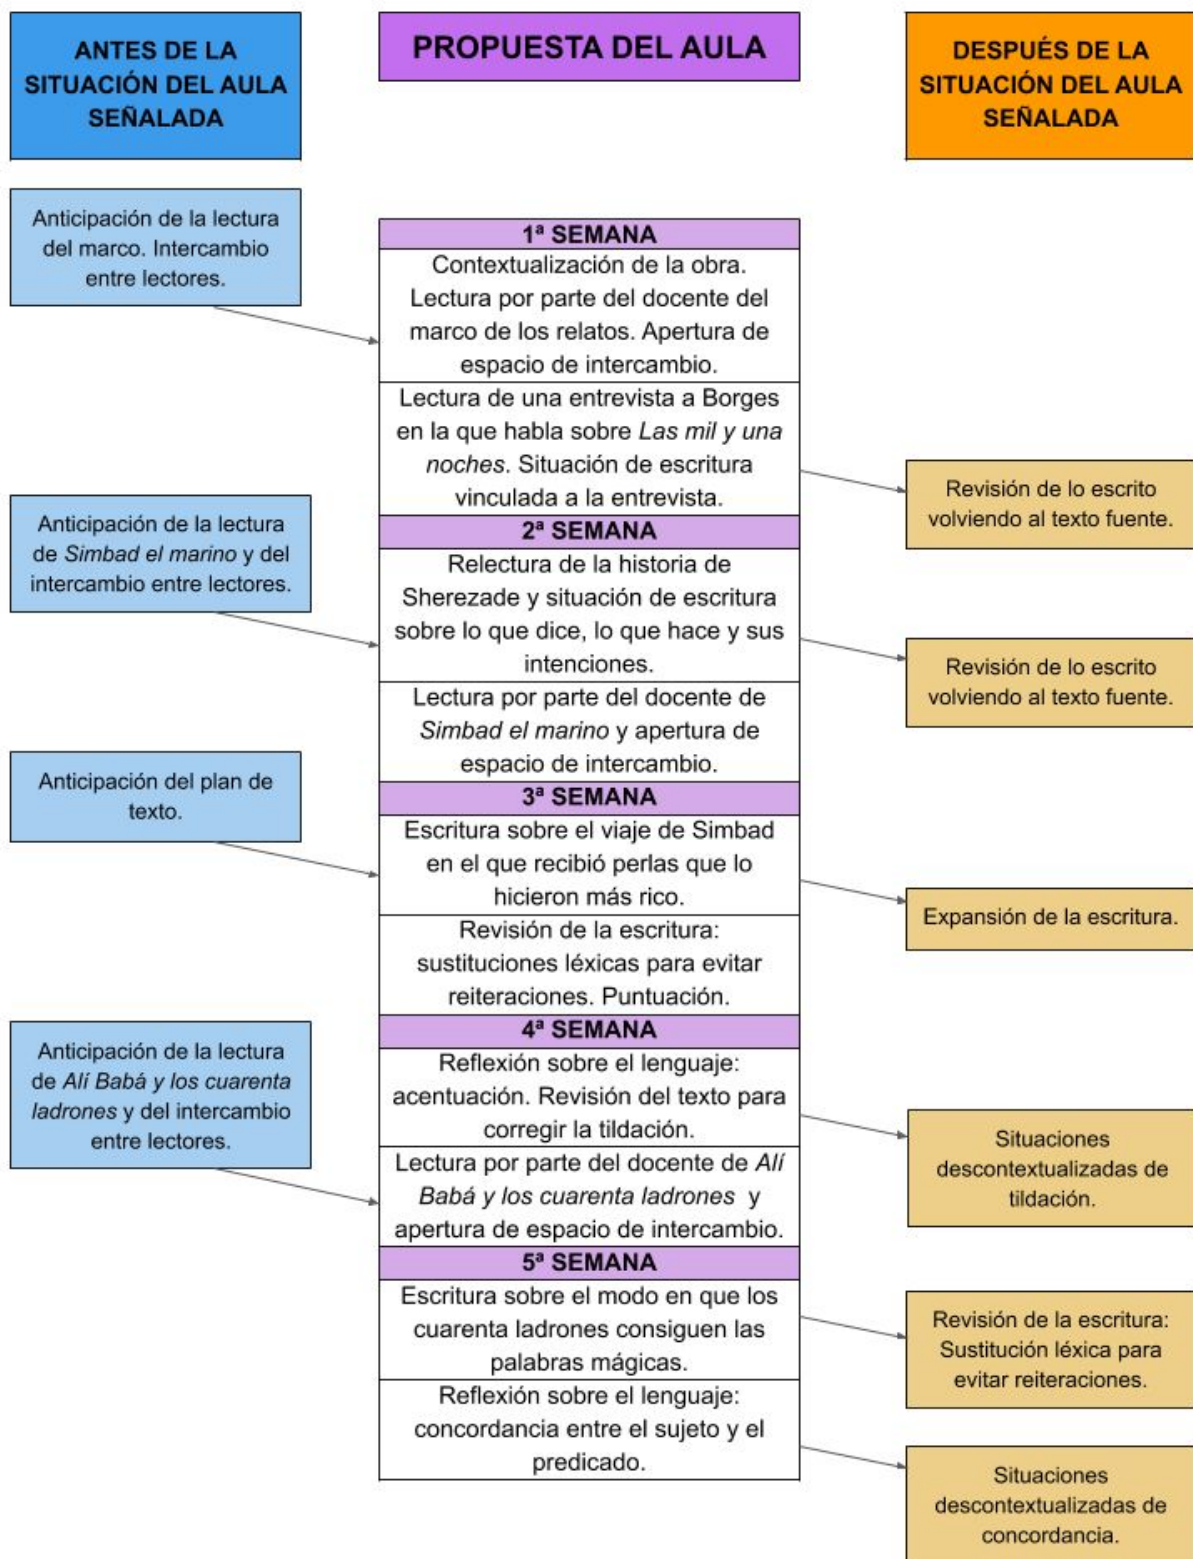 ANTES DE LA
SITUACIÓN DEL AULA
SEÑALADA
PROPUESTA DEL AULA
DESPUÉS DE LA
SITUACIÓN DEL AULA
SEÑALADA
Anticipación de la lectura
del marco. Intercambio
entre lectores.
1ª SEMANA
Contextualización de la obra.
Lectura por parte del docente del
marco de los relatos. Apertura de
espacio de intercambio.
Lectura de una entrevista a Borges
en la que habla sobre Las mil y una
noches. Situación de escritura
vinculada a la entrevista.
Revisión de lo escrito
volviendo al texto fuente.
Anticipación de la lectura
de Simbad el marino y del
intercambio entre lectores.
2ª SEMANA
Relectura de la historia de
Sherezade y situación de escritura
sobre lo que dice, lo que hace y sus
intenciones.
Revisión de lo escrito
volviendo al texto fuente.
Lectura por parte del docente de
Simbad el marino y apertura de
espacio de intercambio.
Anticipación del plan de
texto.
3ª SEMANA
Escritura sobre el viaje de Simbad
en el que recibió perlas que lo
hicieron más rico.
Expansión de la escritura.
Revisión de la escritura:
sustituciones léxicas para evitar
reiteraciones. Puntuación.
Anticipación de la lectura
de Alí Babá y los cuarenta
ladrones y del intercambio
entre lectores.
4ª SEMANA
Reflexión sobre el lenguaje:
acentuación. Revisión del texto para
corregir la tildación.
Situaciones
descontextualizadas de
tildación.
Lectura por parte del docente de Alí
Babá y los cuarenta ladrones y
apertura de espacio de intercambio.
5ª SEMANA
Escritura sobre el modo en que los
cuarenta ladrones consiguen las
palabras mágicas.
Revisión de la escritura:
Sustitución léxica para
evitar reiteraciones.
Reflexión sobre el lenguaje:
concordancia entre el sujeto y el
predicado.
Situaciones
descontextualizadas de
concordancia.